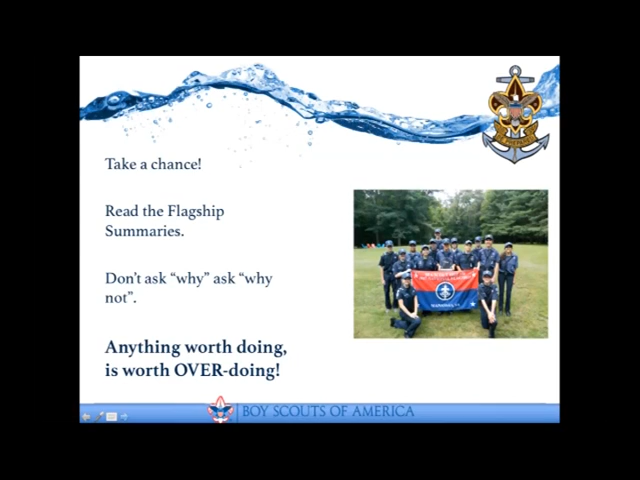 Take a chance!
Read the Flagship
Summaries.
Don't ask “why” ask “why
not”.
Anything worth doing,
is worth OVER-doing!
BOY SCOUTS OF AMERICA